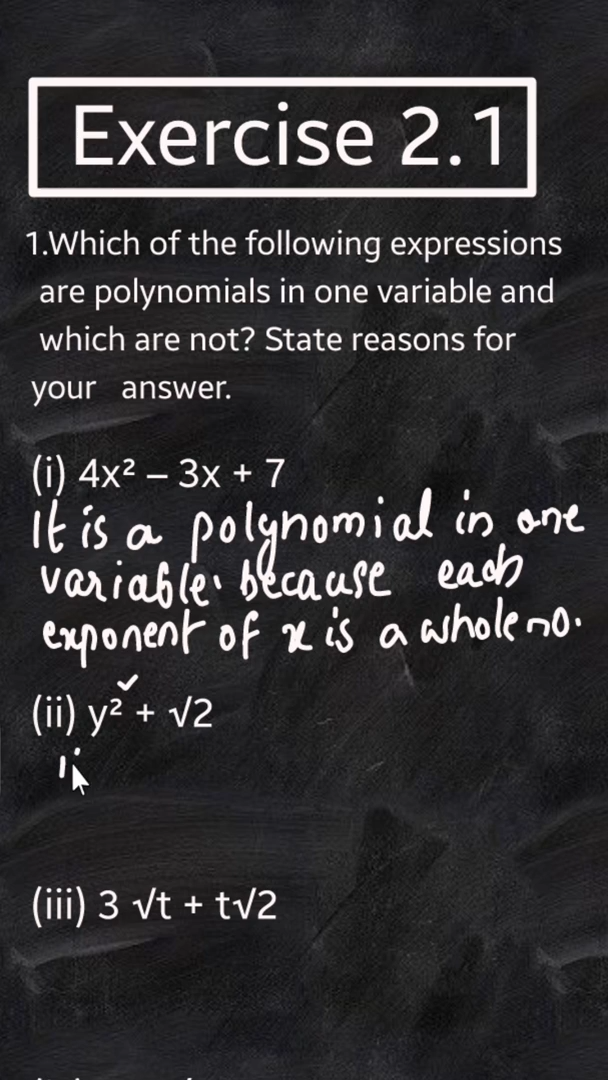 Exercise 2.1
1.Which of the following expressions
are polynomials in one variable and
which are not? State reasons for
your answer.
(i) 4x² – 3x + 7
It is a polynomial in one
variable because each
exponent of x is a whole no.
(ii) y² + √2
(iii) 3 √t + t√2